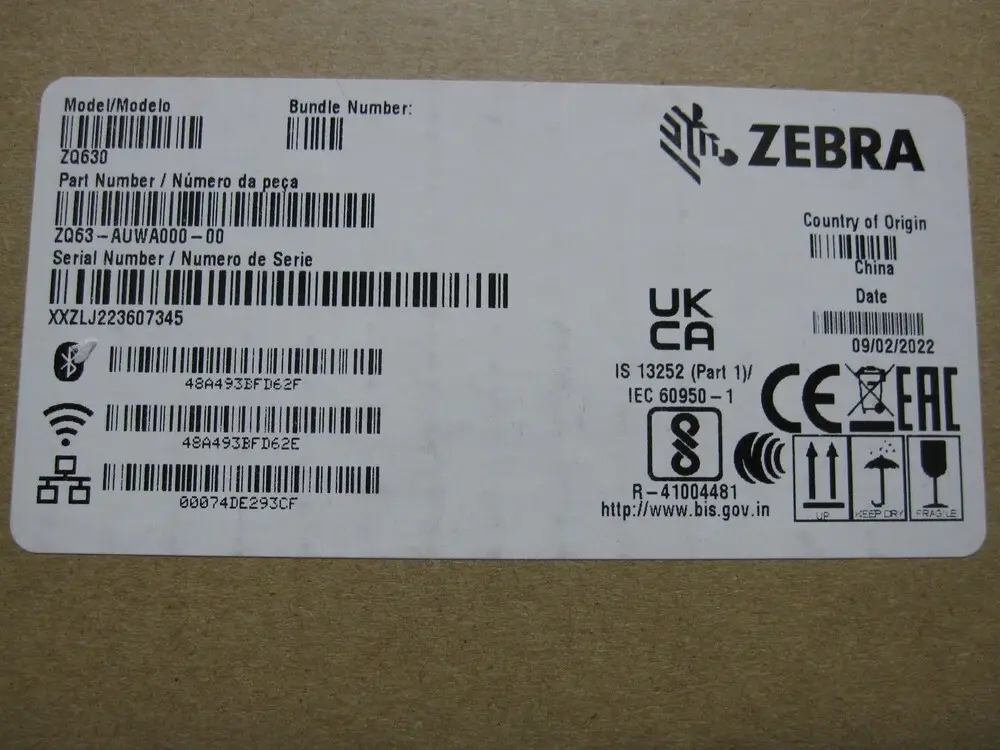 Model/Modelo
ZQ630
Bundle Number:
Part Number / Número da peça
ZQ63-AUWA000-00
Serial Number / Numero de Serie
XXZLJ223607345
48A493BFD62F
48A493BFD62E
00074DE293CF
ZEBRA
Country of Origin
China
Date
09/02/2022
UK
CA
IS 13252 (Part 1)/
IEC 60950-1
R-41004481
http://www.bis.gov.in
CE
EAC
UP
KEEP DRY
FRAGILE